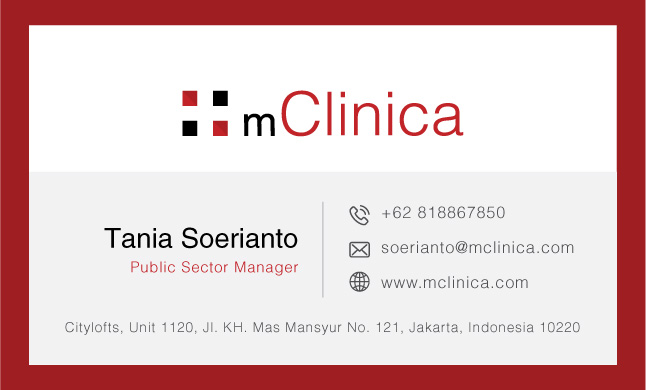 mClinica
Tania Soerianto
Public Sector Manager
+62 818867850
soerianto@mclinica.com
www.mclinica.com
Citylofts, Unit 1120, Jl. KH. Mas Mansyur No. 121, Jakarta, Indonesia 10220